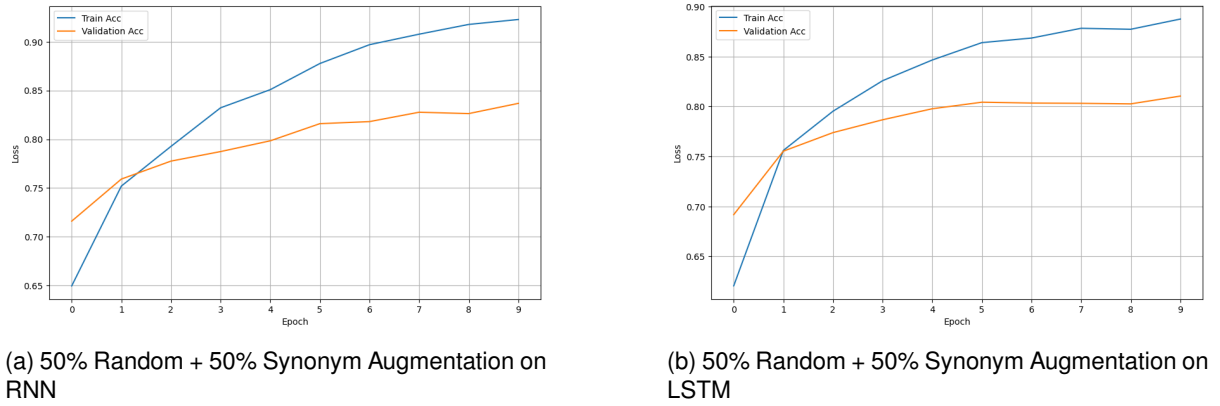 Train Acc
Validation Acc
0.90
0.85
0.80
0.75
0.70
0.65
Loss
0 1 2 3 4 5 6 7 8 9
Epoch
(a) 50% Random + 50% Synonym Augmentation on
RNN
Train Acc
Validation Acc
0.90
0.85
0.80
0.75
0.70
0.65
Loss
0 1 2 3 4 5 6 7 8 9
Epoch
(b) 50% Random + 50% Synonym Augmentation on
LSTM